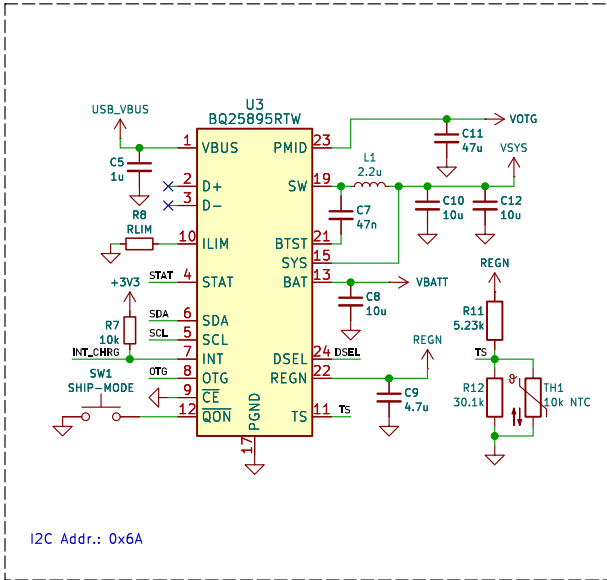 U3
BQ25895RTW
USB_VBUS
1 VBUS
PMID 23
VOTG
C5
1u
C11
47u
VSYS
L1
2.2u
2 D+
3 D-
SW 19
C7
47n
C10
10u
C12
10u
R8
RLIM
10 ILIM
BTST 21
SYS 15
STAT 4 STAT
BAT 13
VBATT
+3V3
C8
10u
REGN
R11
5.23k
SDA 6 SDA
SCL 5 SCL
R7
10k
INT_CHRG 7 INT
DSEL 24 DSEL
REGN
TS
OTG 8 OTG
REGN 22
SW1
SHIP-MODE
9 CE
C9
4.7u
R12
30.1k
ϑ
TH1
10k NTC
12 QON
TS 11 TS
PGND
17
I2C Addr.: 0x6A